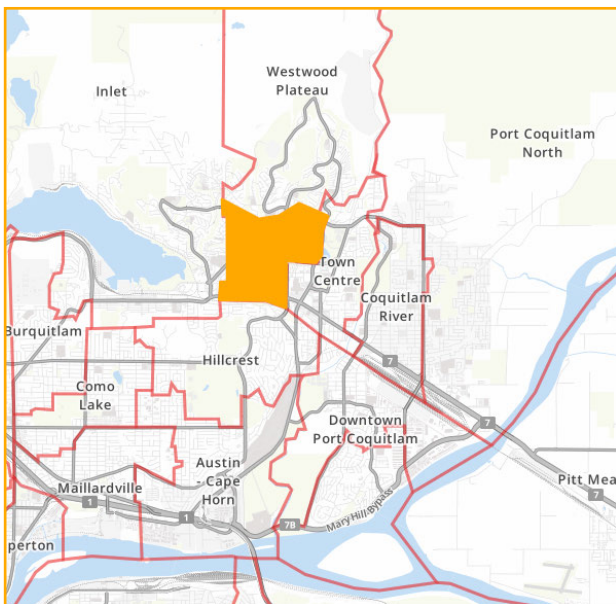 Westwood
Plateau
Inlet
Port Coquitlam
North
Town
Centre
Coquitlam
River
Burquitlam
Hillcrest
7
Como
Lake
Downtown
Port Coquitlam
7
Austin
- Cape
Horn
Maillardville
Pitt Mea
7
1
1
7B
Mary Hill Bypass
perton